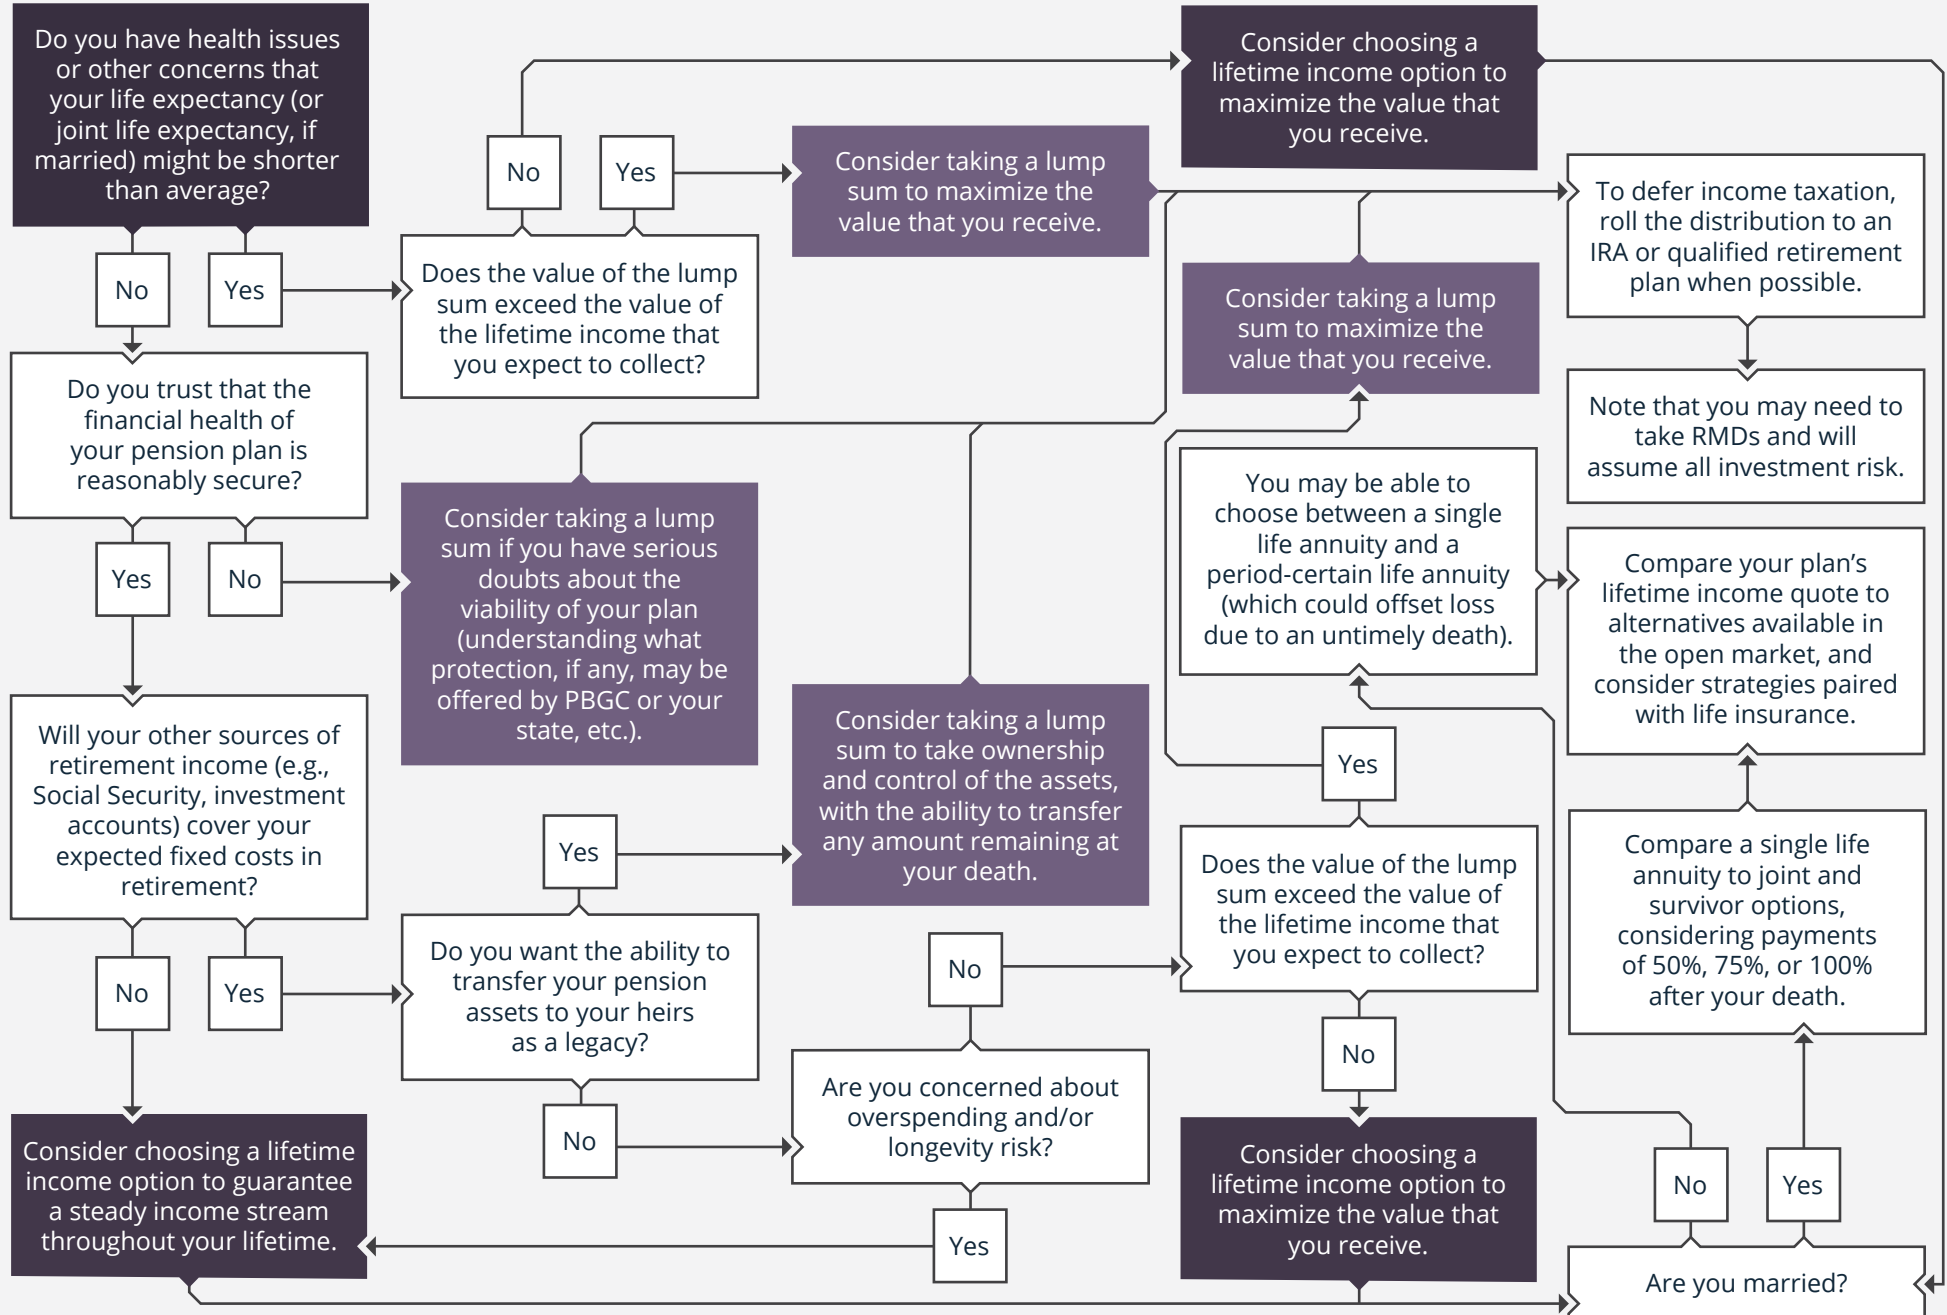 Do you have health issues
or other concerns that
your life expectancy (or
joint life expectancy, if
married) might be shorter
than average?
No
Yes
Does the value of the lump
sum exceed the value of
the lifetime income that
you expect to collect?
No
Yes
Consider taking a lump
sum to maximize the
value that you receive.
Consider choosing a
lifetime income option to
maximize the value that
you receive.
To defer income taxation,
roll the distribution to an
IRA or qualified retirement
plan when possible.
Note that you may need to
take RMDs and will
assume all investment risk.
Do you trust that the
financial health of
your pension plan is
reasonably secure?
Yes
No
Consider taking a lump
sum if you have serious
doubts about the
viability of your plan
(understanding what
protection, if any, may be
offered by PBGC or your
state, etc.).
Will your other sources of
retirement income (e.g.,
Social Security, investment
accounts) cover your
expected fixed costs in
retirement?
No
Yes
Do you want the ability to
transfer your pension
assets to your heirs
as a legacy?
Yes
No
Consider taking a lump
sum to take ownership
and control of the assets,
with the ability to transfer
any amount remaining at
your death.
Are you concerned about
overspending and/or
longevity risk?
No
Yes
Consider choosing a lifetime
income option to guarantee
a steady income stream
throughout your lifetime.
Does the value of the lump
sum exceed the value of
the lifetime income that
you expect to collect?
Yes
No
Consider taking a lump
sum to maximize the
value that you receive.
Consider choosing a
lifetime income option to
maximize the value that
you receive.
Are you married?
No
Yes
You may be able to
choose between a single
life annuity and a
period-certain life annuity
(which could offset loss
due to an untimely death).
Compare a single life
annuity to joint and
survivor options,
considering payments
of 50%, 75%, or 100%
after your death.
Compare your plan’s
lifetime income quote to
alternatives available in
the open market, and
consider strategies paired
with life insurance.